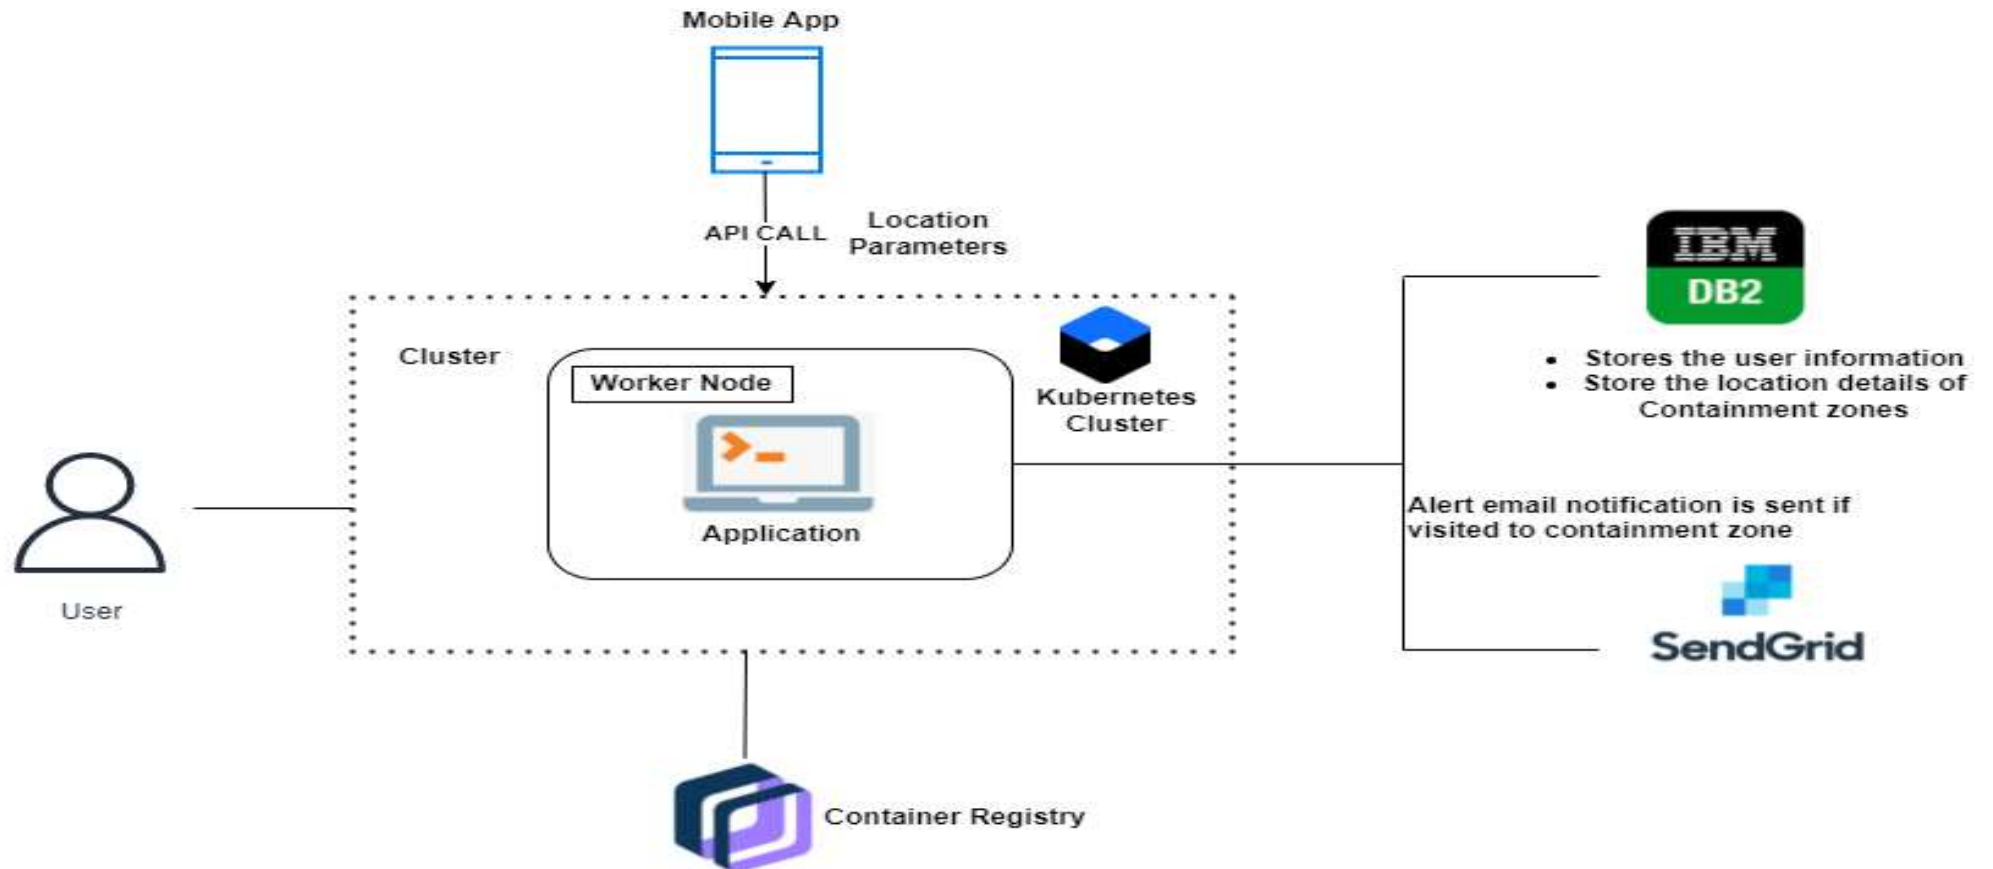 Mobile App
API CALL
Location
Parameters
Cluster
Worker Node
Application
Kubernetes
Cluster
User
Container Registry
IBM
DB2
• Stores the user information
• Store the location details of
Containment zones
Alert email notification is sent if
visited to containment zone
SendGrid